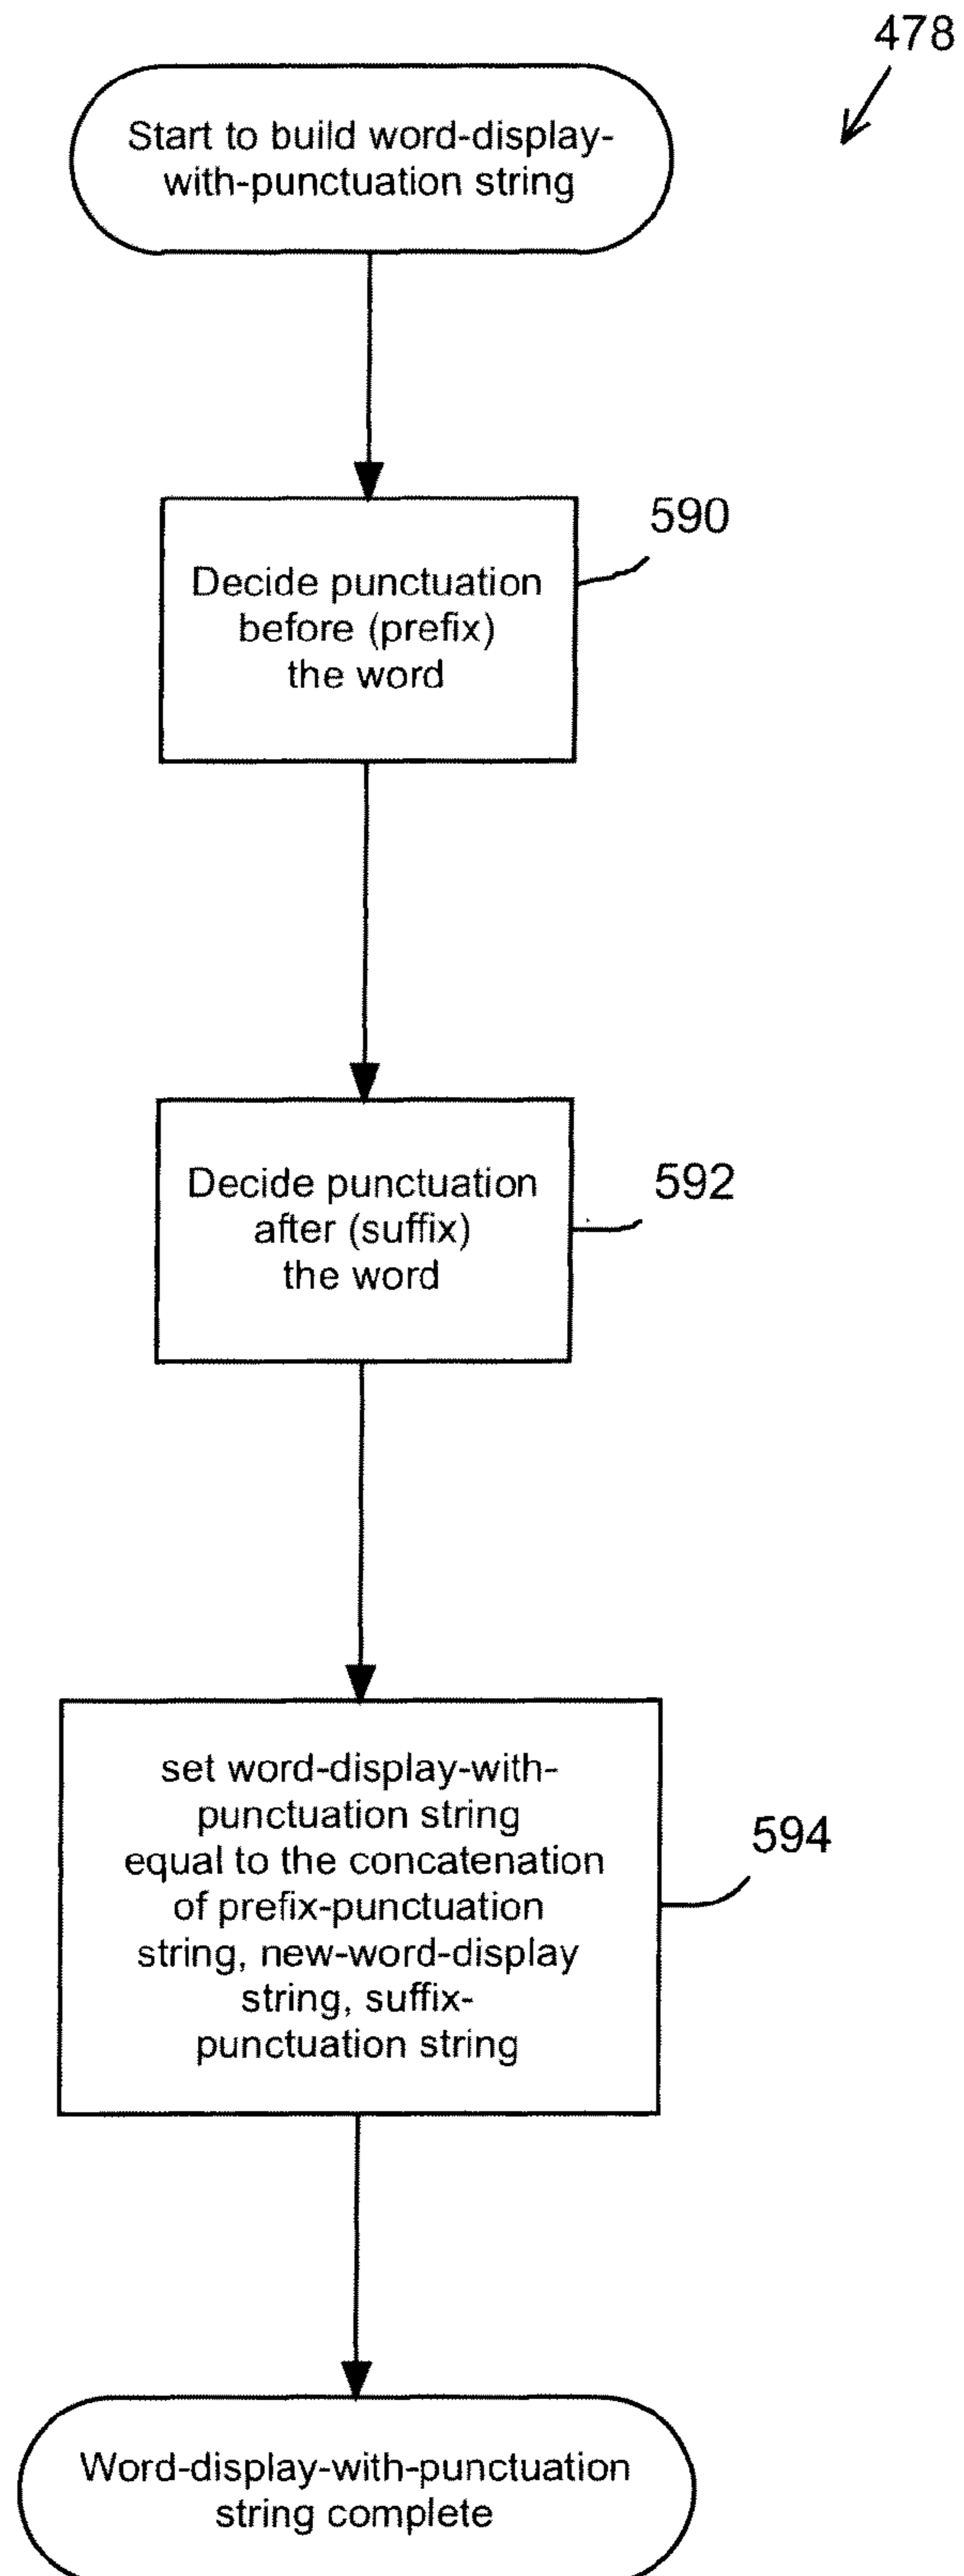 478
Start to build word-display-
with-punctuation string
590
Decide punctuation
before (prefix)
the word
592
Decide punctuation
after (suffix)
the word
set word-display-with-
punctuation string
equal to the concatenation
of prefix-punctuation
string, new-word-display
string, suffix-
punctuation string
594
Word-display-with-punctuation
string complete